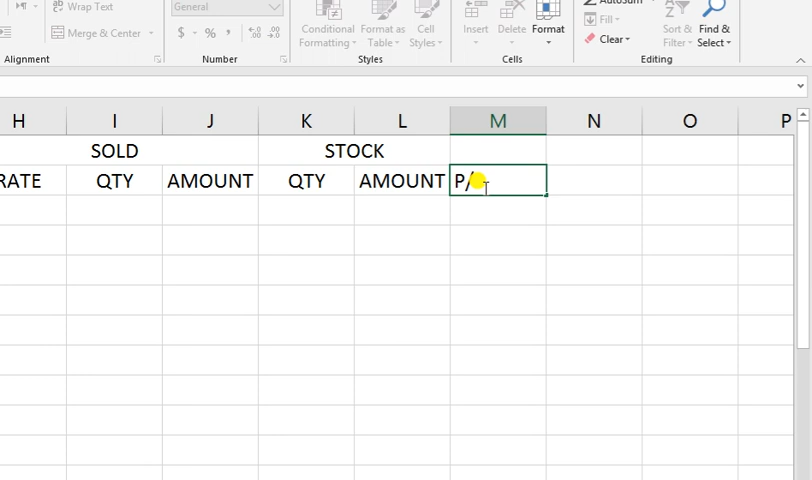 Wrap Text
General
Merge & Center
$ % ,
Conditional Formatting
Format as Table
Cell Styles
Insert
Delete
Format
AutoSum
Fill
Clear
Sort & Filter
Find & Select
Alignment
Number
Styles
Cells
Editing
H I J K L M N O P
SOLD STOCK
RATE QTY AMOUNT QTY AMOUNT P/